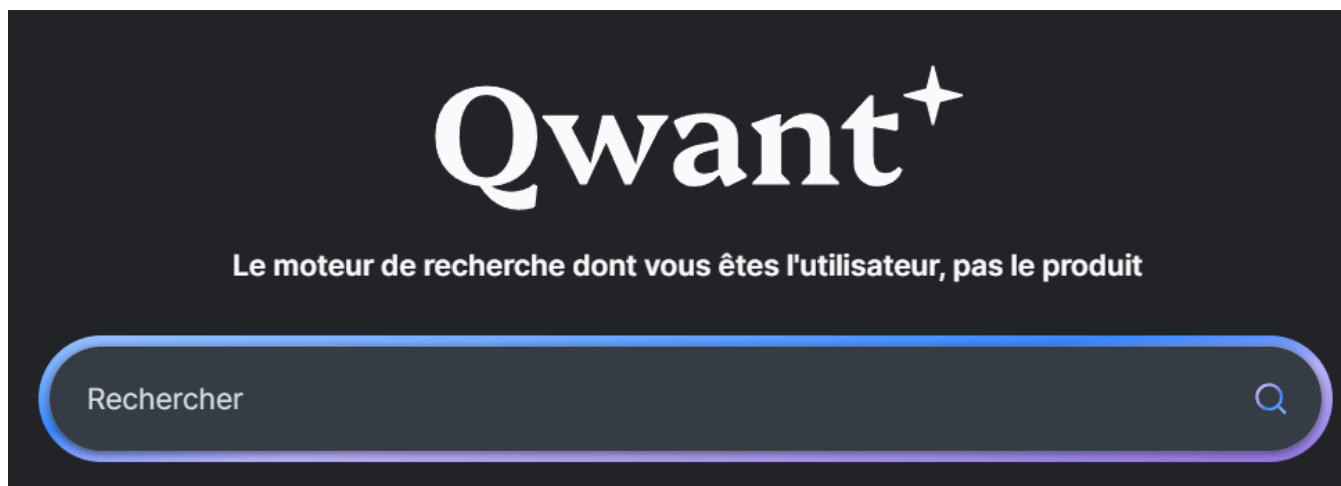 Qwant
Le moteur de recherche dont vous êtes l'utilisateur, pas le produit
Rechercher